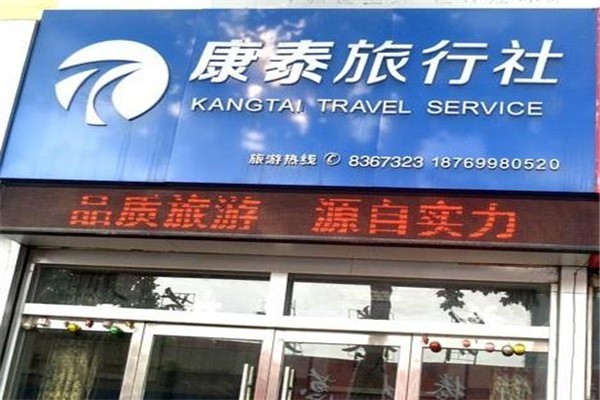 康泰旅行社
KANGTAI TRAVEL SERVICE
旅游热线 ✆ 8367323 18769980520
品质旅游 源自实力